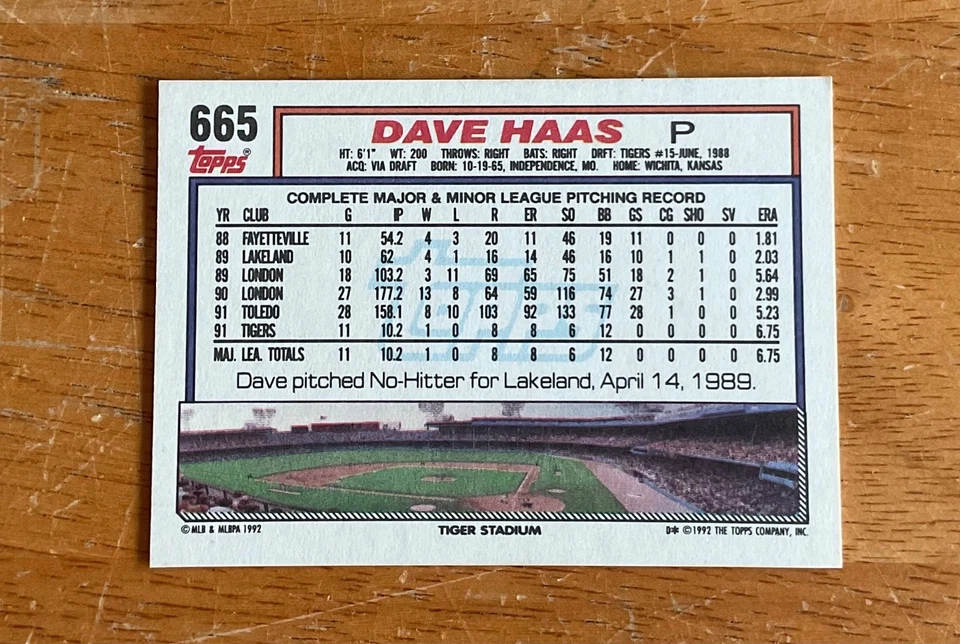 665
DAVE HAAS P
Topps®
HT: 6'1" WT: 200 THROWS: RIGHT BATS: RIGHT DRFT: TIGERS #15-JUNE, 1988
ACQ: VIA DRAFT BORN: 10-19-65, INDEPENDENCE, MO. HOME: WICHITA, KANSAS
COMPLETE MAJOR & MINOR LEAGUE PITCHING RECORD
YR CLUB G IP W L R ER SO BB GS CG SHO SV ERA
88 FAYETTEVILLE 11 54.2 4 3 20 11 46 19 11 0 0 0 1.81
89 LAKELAND 10 62 4 1 16 14 46 16 10 1 1 0 2.03
89 LONDON 18 103.2 3 11 69 65 75 51 18 2 1 0 5.64
90 LONDON 27 177.2 13 8 64 59 116 74 27 3 1 0 2.99
91 TOLEDO 28 158.1 8 10 103 92 133 77 28 1 0 0 5.23
91 TIGERS 11 10.2 1 0 8 8 6 12 0 0 0 0 6.75
MAJ. LEA. TOTALS 11 10.2 1 0 8 8 6 12 0 0 0 0 6.75
Topps
Dave pitched No-Hitter for Lakeland, April 14, 1989.
© MLB & MLBPA 1992 TIGER STADIUM D* © 1992 THE TOPPS COMPANY, INC.